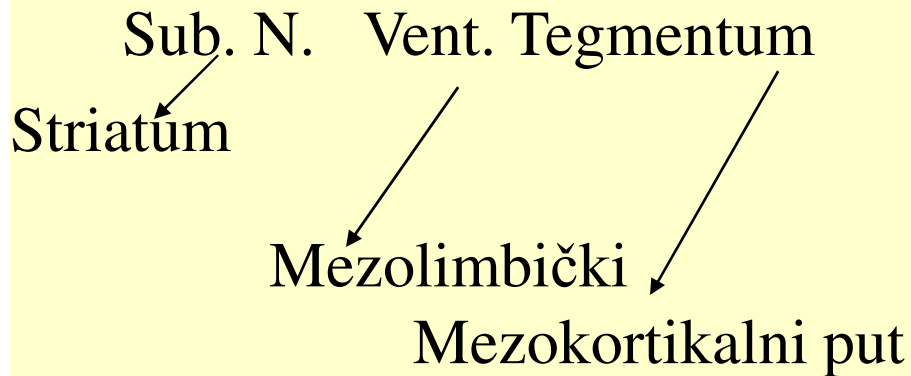 Sub. N. Vent. Tegmentum
Striatum
Mezolimbički
Mezokortikalni put